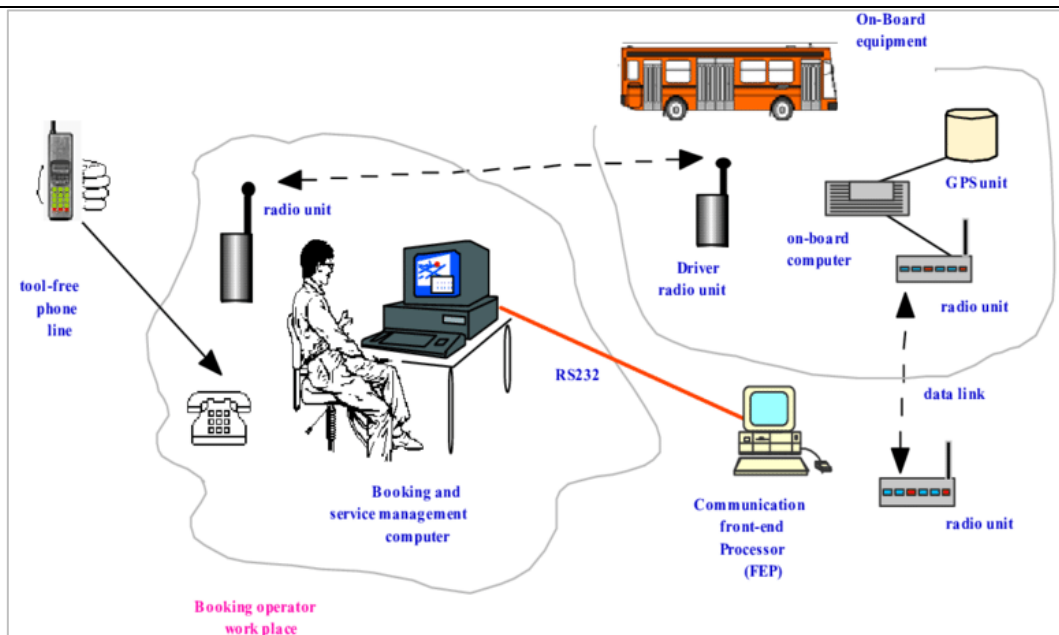 On-Board
equipment
GPS unit
radio unit
on-board
computer
Driver
radio unit
radio unit
tool-free
phone
line
RS232
data link
Booking and
service management
computer
Communication
front-end
Processor
(FEP)
radio unit
Booking operator
work place